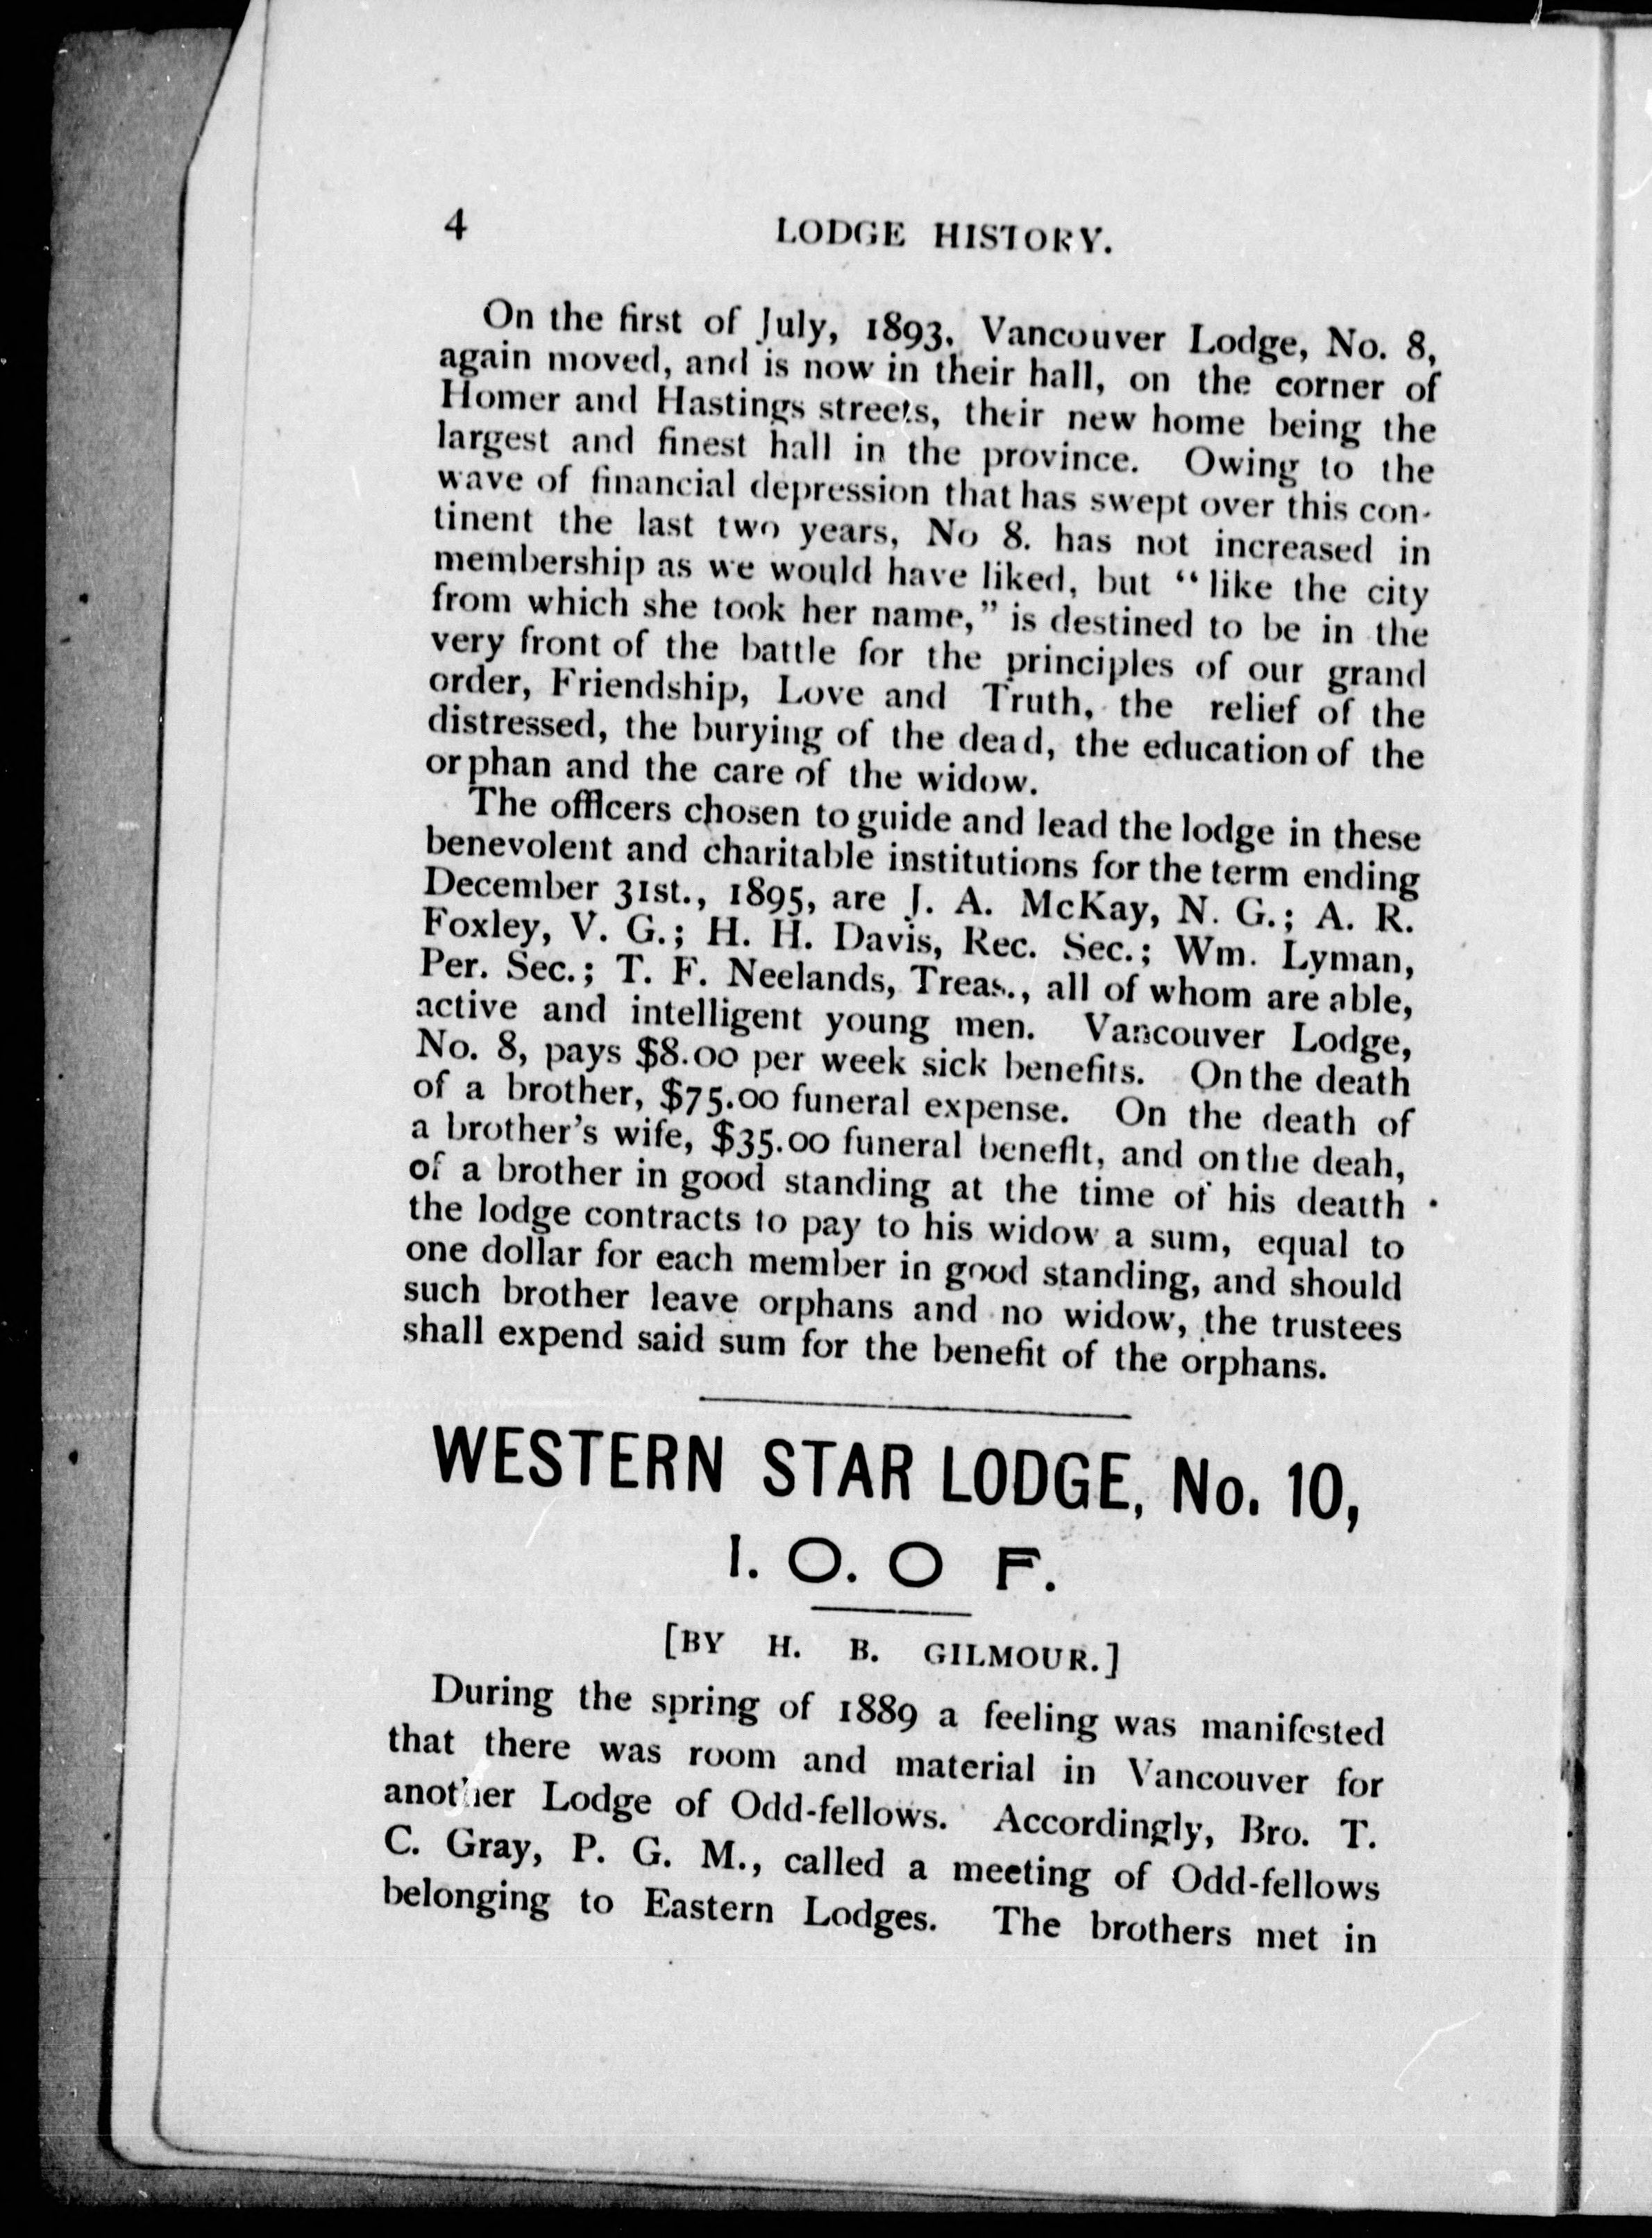 4 LODGE HISTORY.
On the first of July, 1893, Vancouver Lodge, No. 8,
again moved, and is now in their hall, on the corner of
Homer and Hastings streets, their new home being the
largest and finest hall in the province. Owing to the
wave of financial depression that has swept over this con-
tinent the last two years, No 8. has not increased in
membership as we would have liked, but "like the city
from which she took her name," is destined to be in the
very front of the battle for the principles of our grand
order, Friendship, Love and Truth, the relief of the
distressed, the burying of the dead, the education of the
orphan and the care of the widow.
The officers chosen to guide and lead the lodge in these
benevolent and charitable institutions for the term ending
December 31st., 1895, are J. A. McKay, N. G.; A. R.
Foxley, V. G.; H. H. Davis, Rec. Sec.; Wm. Lyman,
Per. Sec.; T. F. Neelands, Treas., all of whom are able,
active and intelligent young men. Vancouver Lodge,
No. 8, pays $8.00 per week sick benefits. On the death
of a brother, $75.00 funeral expense. On the death of
a brother's wife, $35.00 funeral benefit, and on the deah,
of a brother in good standing at the time of his deatth
the lodge contracts to pay to his widow a sum, equal to
one dollar for each member in good standing, and should
such brother leave orphans and no widow, the trustees
shall expend said sum for the benefit of the orphans.
WESTERN STAR LODGE, No. 10,
I. O. O F.
[BY H. B. GILMOUR.]
During the spring of 1889 a feeling was manifested
that there was room and material in Vancouver for
another Lodge of Odd-fellows. Accordingly, Bro. T.
C. Gray, P. G. M., called a meeting of Odd-fellows
belonging to Eastern Lodges. The brothers met in